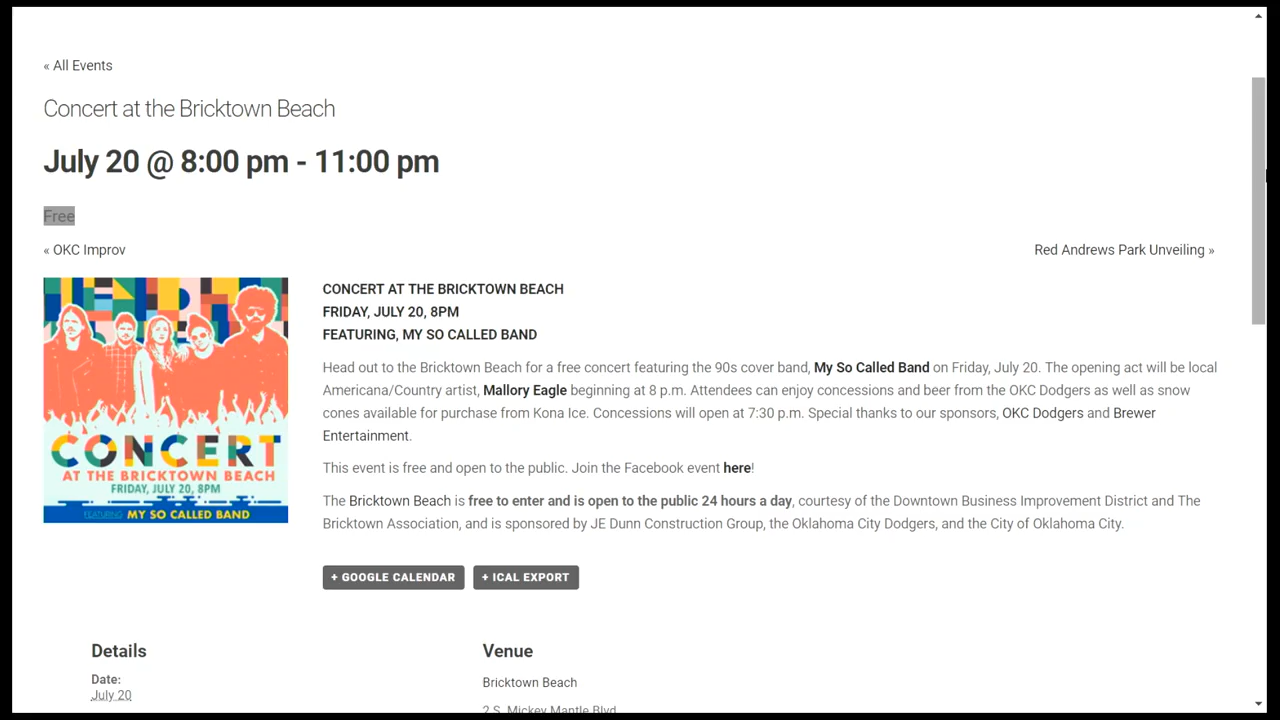 « All Events
Concert at the Bricktown Beach
July 20 @ 8:00 pm - 11:00 pm
Free
« OKC Improv
Red Andrews Park Unveiling »
CONCERT
AT THE BRICKTOWN BEACH
FRIDAY, JULY 20, 8PM
FEATURING MY SO CALLED BAND
CONCERT AT THE BRICKTOWN BEACH
FRIDAY, JULY 20, 8PM
FEATURING, MY SO CALLED BAND
Head out to the Bricktown Beach for a free concert featuring the 90s cover band, My So Called Band on Friday, July 20. The opening act will be local
Americana/Country artist, Mallory Eagle beginning at 8 p.m. Attendees can enjoy concessions and beer from the OKC Dodgers as well as snow
cones available for purchase from Kona Ice. Concessions will open at 7:30 p.m. Special thanks to our sponsors, OKC Dodgers and Brewer
Entertainment.
This event is free and open to the public. Join the Facebook event here!
The Bricktown Beach is free to enter and is open to the public 24 hours a day, courtesy of the Downtown Business Improvement District and The
Bricktown Association, and is sponsored by JE Dunn Construction Group, the Oklahoma City Dodgers, and the City of Oklahoma City.
+ GOOGLE CALENDAR
+ ICAL EXPORT
Details
Date:
July 20
Venue
Bricktown Beach
2 S. Mickey Mantle Blvd